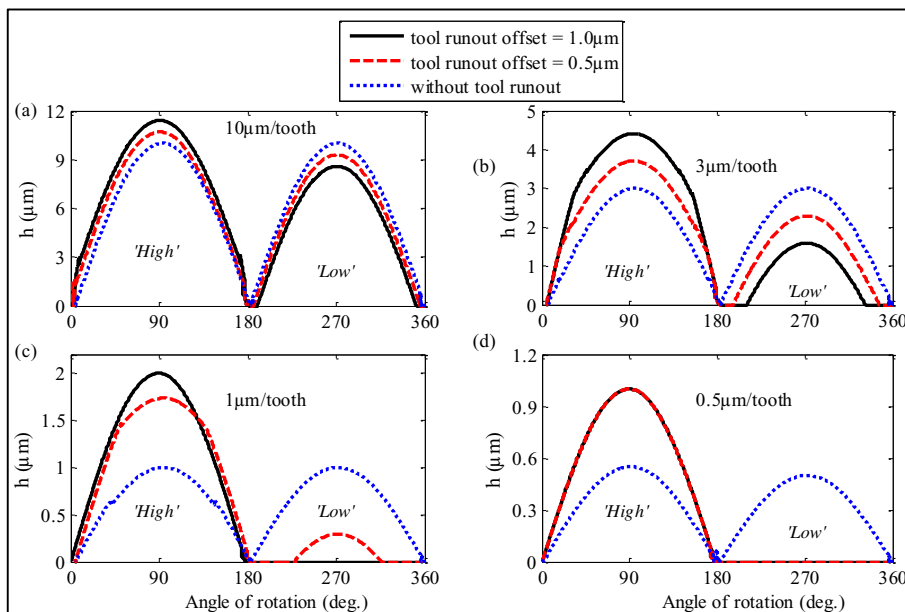 tool runout offset = 1.0µm
tool runout offset = 0.5µm
without tool runout
(a)
10µm/tooth
'High'
'Low'
h (µm)
12
9
6
3
0
0 90 180 270 360
(b)
3µm/tooth
'High'
'Low'
h (µm)
5
4
3
2
1
0
0 90 180 270 360
(c)
1µm/tooth
'High'
'Low'
h (µm)
2
1.5
1
0.5
0
0 90 180 270 360
Angle of rotation (deg.)
(d)
0.5µm/tooth
'High'
'Low'
h (µm)
1.2
0.9
0.6
0.3
0
0 90 180 270 360
Angle of rotation (deg.)